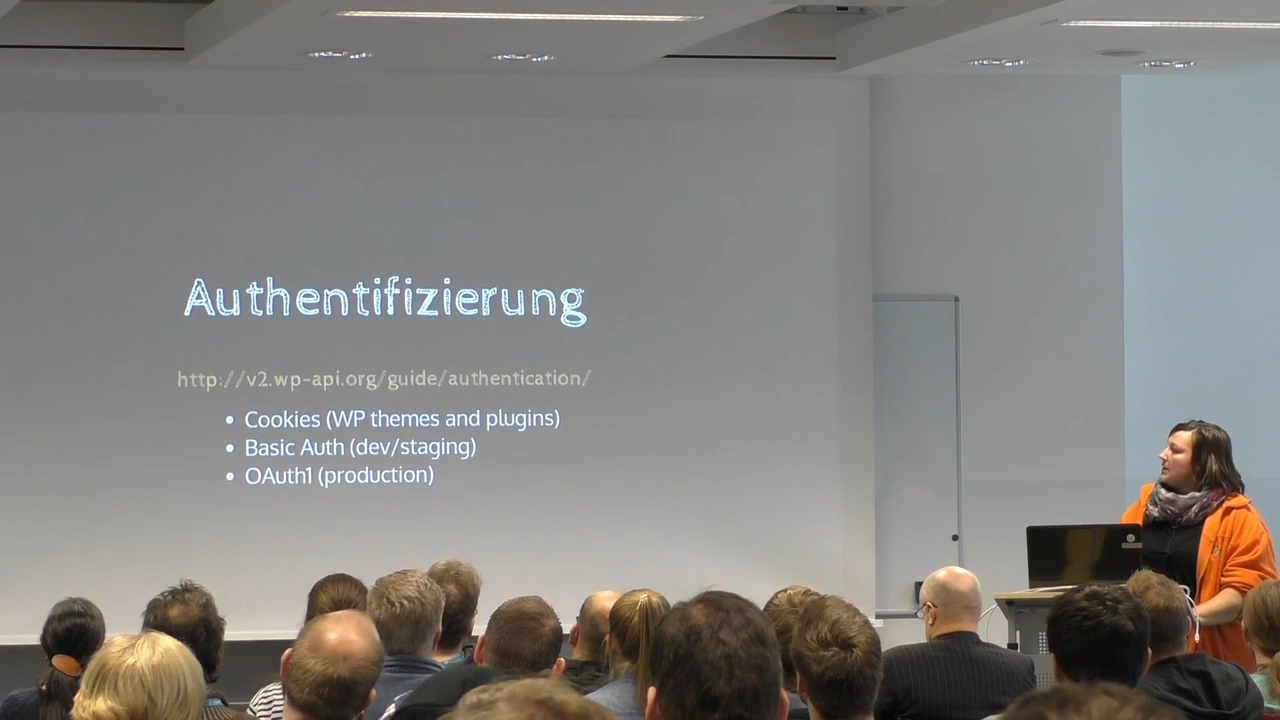 Authentifizierung
http://v2.wp-api.org/guide/authentication/
• Cookies (WP themes and plugins)
• Basic Auth (dev/staging)
• OAuth1 (production)